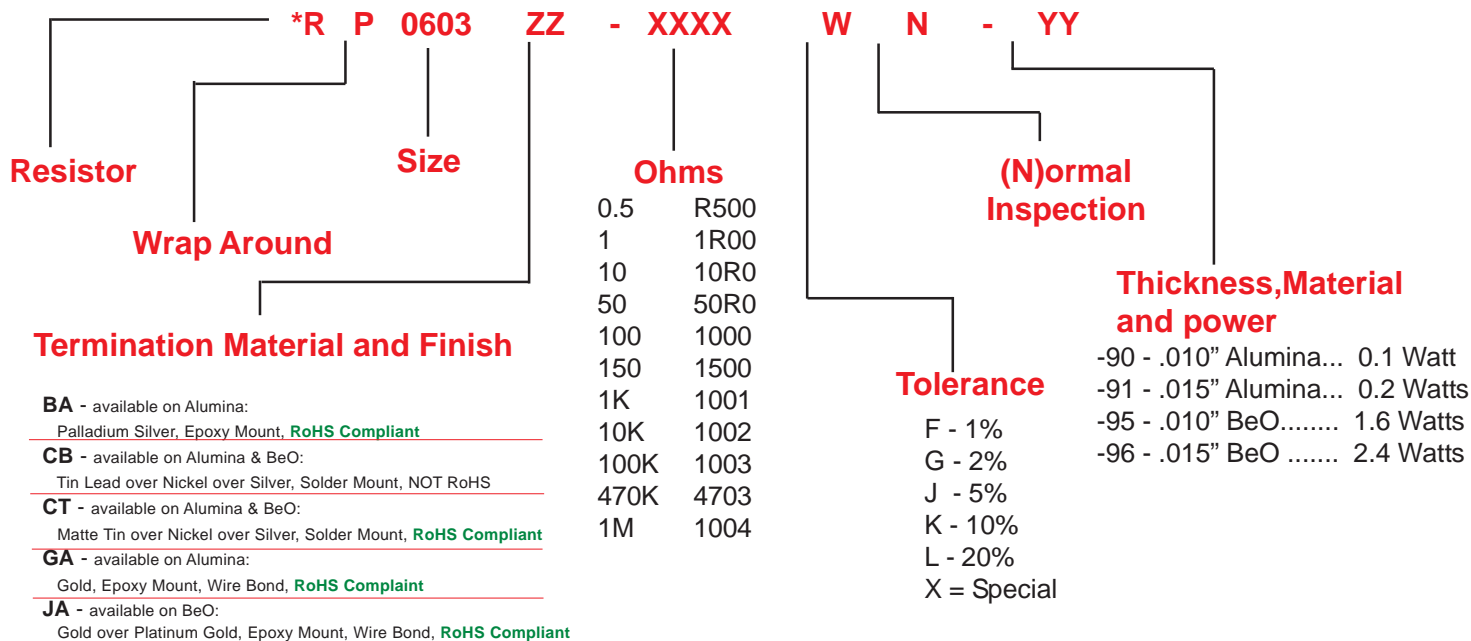 *R P 0603 ZZ - XXXX W N - YY
Resistor
Wrap Around
Size
Termination Material and Finish
BA - available on Alumina:
Palladium Silver, Epoxy Mount, RoHS Compliant
CB - available on Alumina & BeO:
Tin Lead over Nickel over Silver, Solder Mount, NOT RoHS
CT - available on Alumina & BeO:
Matte Tin over Nickel over Silver, Solder Mount, RoHS Compliant
GA - available on Alumina:
Gold, Epoxy Mount, Wire Bond, RoHS Complaint
JA - available on BeO:
Gold over Platinum Gold, Epoxy Mount, Wire Bond, RoHS Compliant
Ohms
0.5 R500
1 1R00
10 10R0
50 50R0
100 1000
150 1500
1K 1001
10K 1002
100K 1003
470K 4703
1M 1004
Tolerance
F - 1%
G - 2%
J - 5%
K - 10%
L - 20%
X = Special
(N)ormal
Inspection
Thickness,Material
and power
-90 - .010” Alumina... 0.1 Watt
-91 - .015” Alumina... 0.2 Watts
-95 - .010” BeO........ 1.6 Watts
-96 - .015” BeO ....... 2.4 Watts